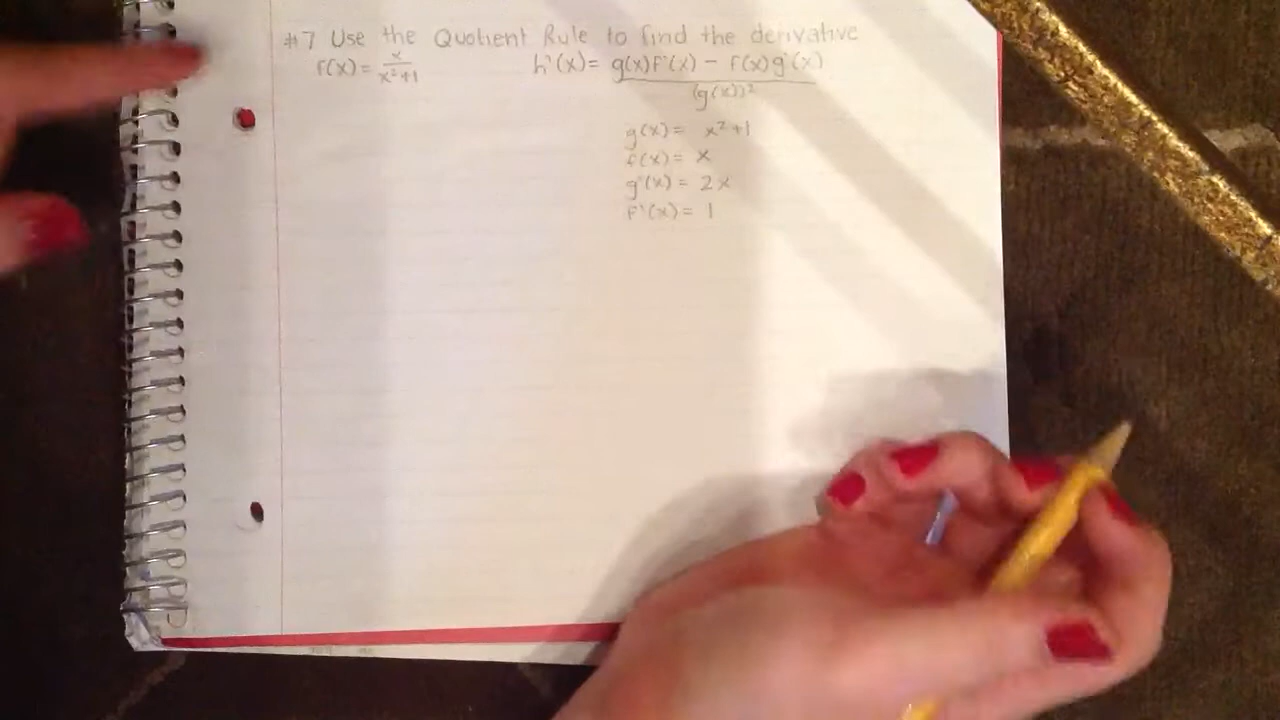 #7 Use the Quotient Rule to find the derivative
f(x) = x/(x²+1)
h'(x) = (g(x)f'(x) - f(x)g'(x))/(g(x))²
g(x) = x²+1
f(x) = x
g'(x) = 2x
f'(x) = 1